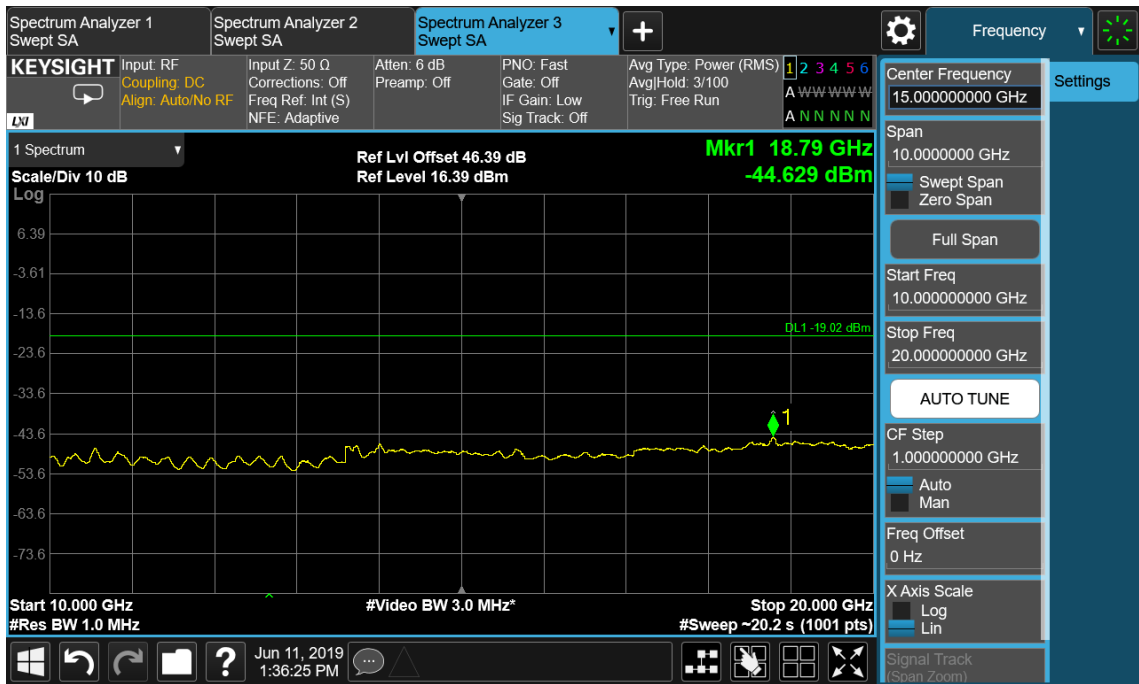 Spectrum Analyzer 1
Swept SA
Spectrum Analyzer 2
Swept SA
Spectrum Analyzer 3
Swept SA
Frequency
KEYSIGHT
LXI
Input: RF
Coupling: DC
Align: Auto/No RF
Input Z: 50 Ω
Corrections: Off
Freq Ref: Int (S)
NFE: Adaptive
Atten: 6 dB
Preamp: Off
PNO: Fast
Gate: Off
IF Gain: Low
Sig Track: Off
Avg Type: Power (RMS)
Avg|Hold: 3/100
Trig: Free Run
1 2 3 4 5 6
A W W W W W
A N N N N N
1 Spectrum
Scale/Div 10 dB
Ref Lvl Offset 46.39 dB
Ref Level 16.39 dBm
Mkr1 18.79 GHz
-44.629 dBm
Log
6.39
-3.61
-13.6
-23.6
-33.6
-43.6
-53.6
-63.6
-73.6
DL1 -19.02 dBm
1
Start 10.000 GHz
#Res BW 1.0 MHz
#Video BW 3.0 MHz*
Stop 20.000 GHz
#Sweep ~20.2 s (1001 pts)
Jun 11, 2019
1:36:25 PM
?
Center Frequency
15.000000000 GHz
Settings
Span
10.0000000 GHz
Swept Span
Zero Span
Full Span
Start Freq
10.000000000 GHz
Stop Freq
20.000000000 GHz
AUTO TUNE
CF Step
1.000000000 GHz
Auto
Man
Freq Offset
0 Hz
X Axis Scale
Log
Lin
Signal Track
(Span Zoom)